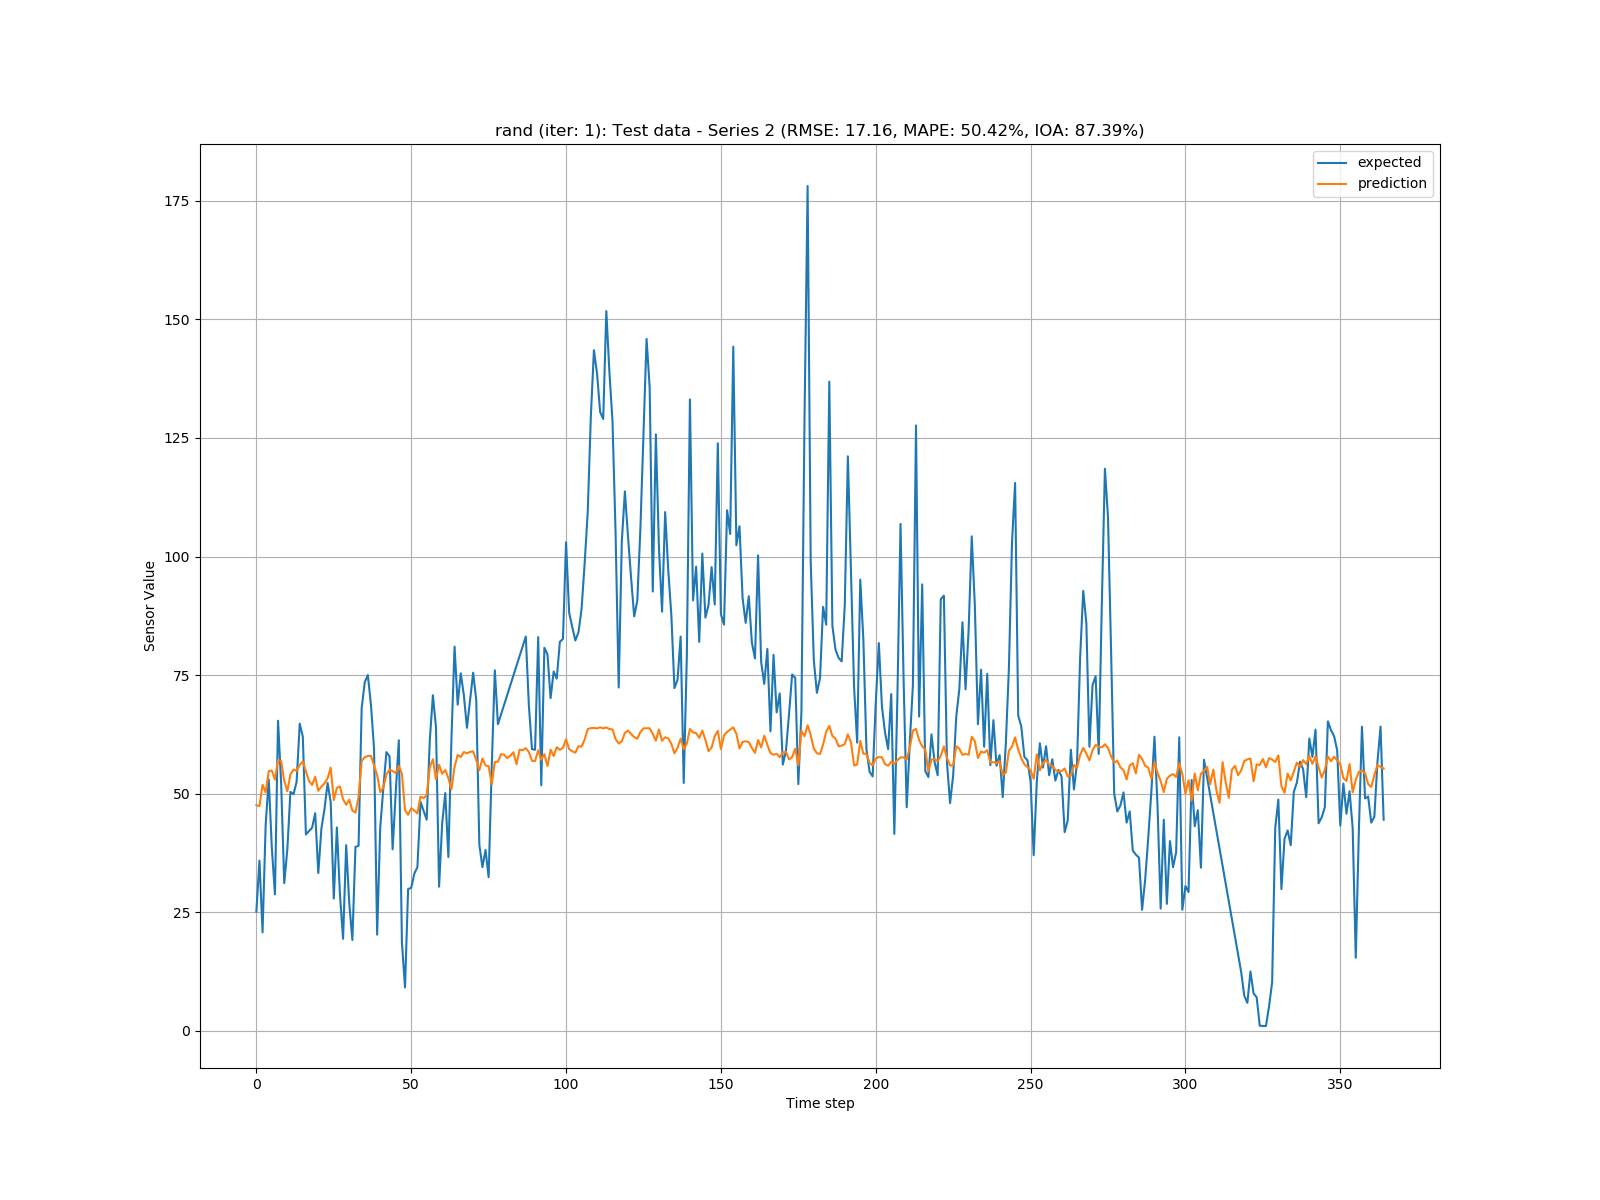 rand (iter: 1): Test data - Series 2 (RMSE: 17.16, MAPE: 50.42%, IOA: 87.39%)
expected
prediction
175
150
125
100
75
50
25
0
Sensor Value
0 50 100 150 200 250 300 350
Time step